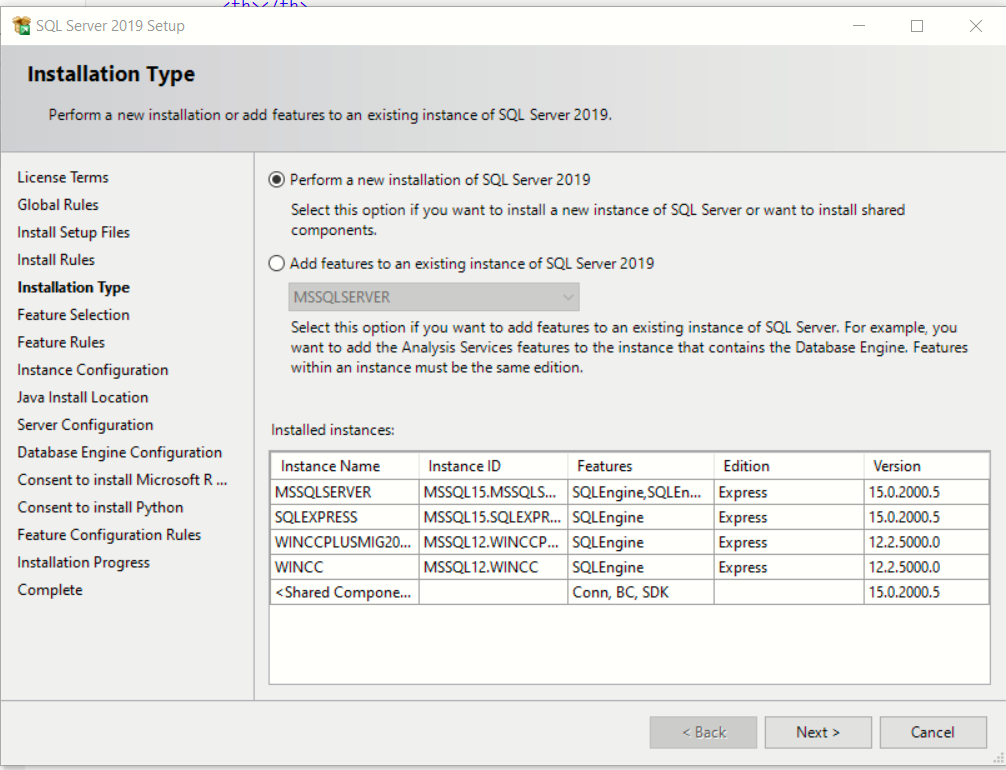 <th></th>
SQL Server 2019 Setup
Installation Type
Perform a new installation or add features to an existing instance of SQL Server 2019.
License Terms
Global Rules
Install Setup Files
Install Rules
Installation Type
Feature Selection
Feature Rules
Instance Configuration
Java Install Location
Server Configuration
Database Engine Configuration
Consent to install Microsoft R ...
Consent to install Python
Feature Configuration Rules
Installation Progress
Complete
Perform a new installation of SQL Server 2019
Select this option if you want to install a new instance of SQL Server or want to install shared
components.
Add features to an existing instance of SQL Server 2019
MSSQLSERVER
Select this option if you want to add features to an existing instance of SQL Server. For example, you
want to add the Analysis Services features to the instance that contains the Database Engine. Features
within an instance must be the same edition.
Installed instances:
Instance Name Instance ID Features Edition Version
MSSQLSERVER MSSQL15.MSSQLS... SQLEngine,SQLEn... Express 15.0.2000.5
SQLEXPRESS MSSQL15.SQLEXPR... SQLEngine Express 15.0.2000.5
WINCCPLUSMIG20... MSSQL12.WINCCP... SQLEngine Express 12.2.5000.0
WINCC MSSQL12.WINCC SQLEngine Express 12.2.5000.0
<Shared Compone... Conn, BC, SDK 15.0.2000.5
< Back Next > Cancel